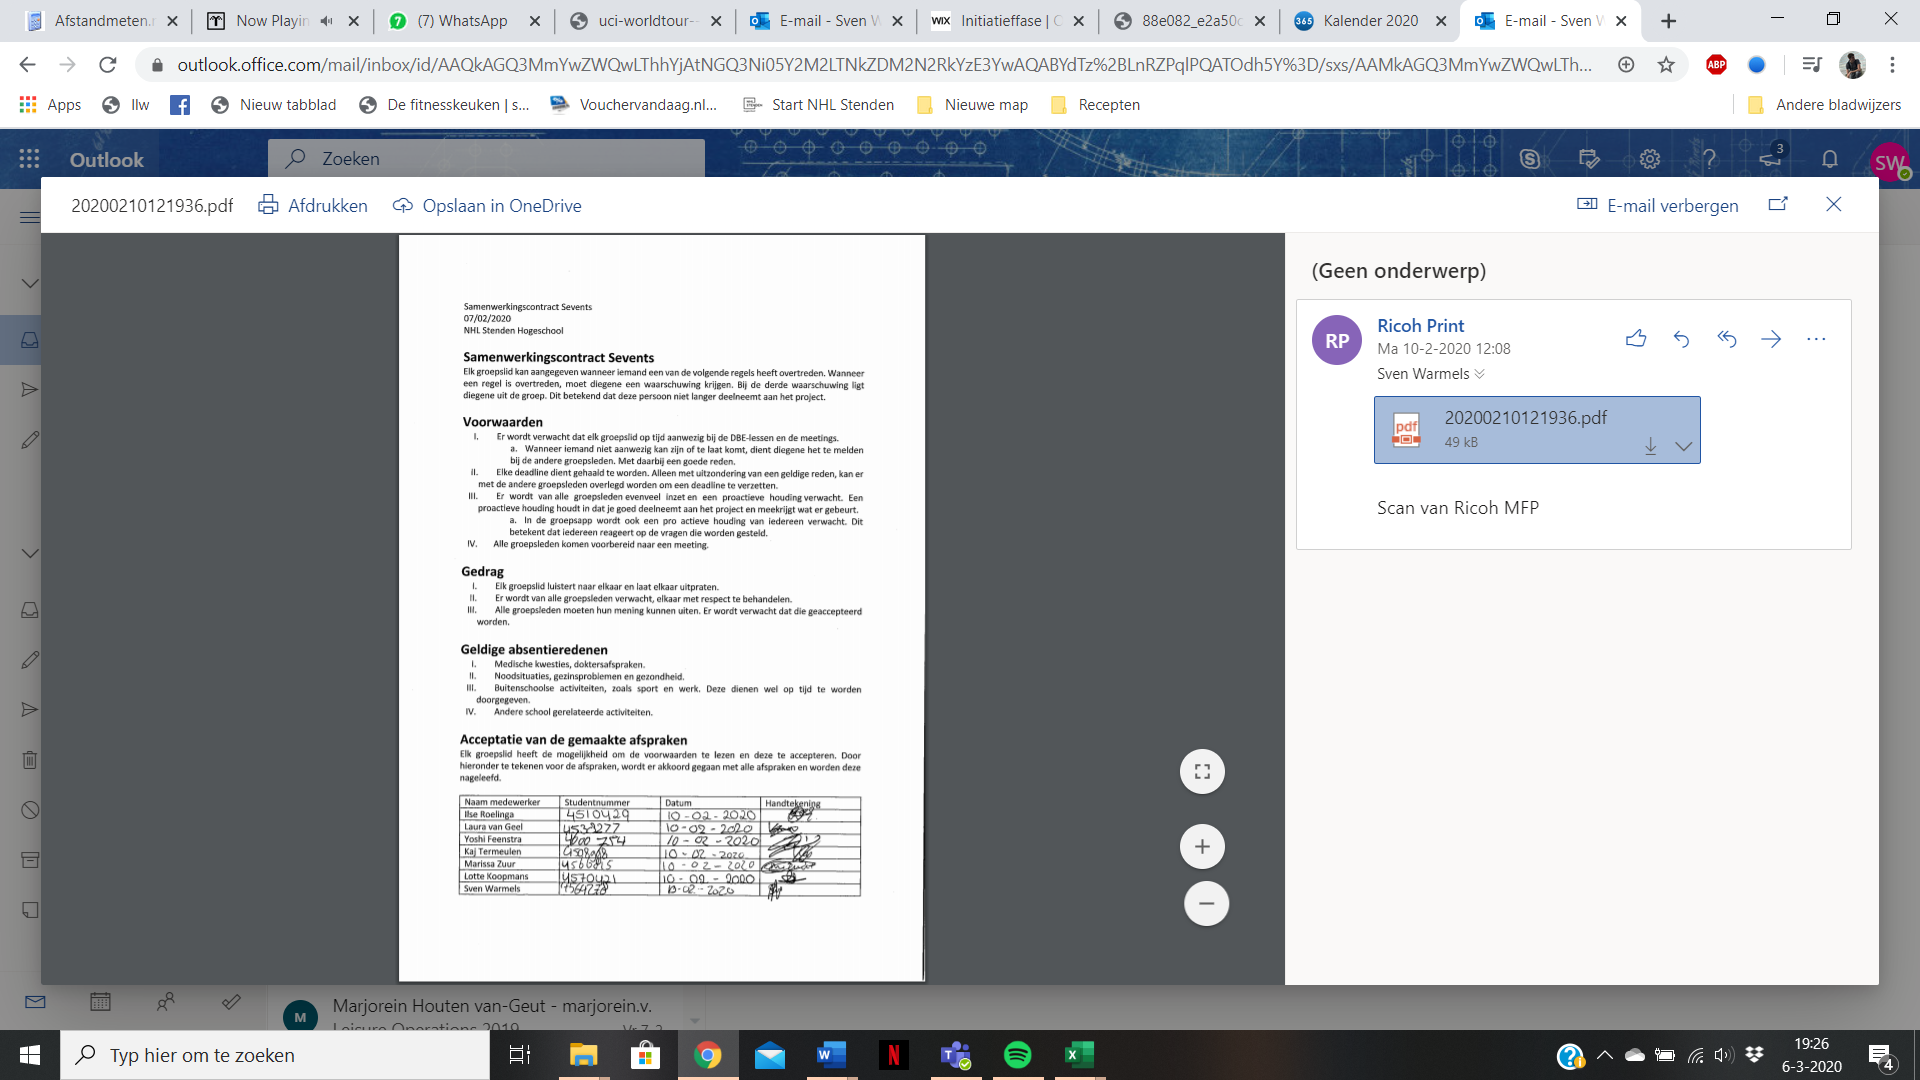 Afstandmeten.n
Now Playin
(7) WhatsApp
uci-worldtour--
E-mail - Sven W
WIX Initiatieffase | C
88e082_e2a50c
365 Kalender 2020
E-mail - Sven W
outlook.office.com/mail/inbox/id/AAQkAGQ3MmYwZWQwLThhYjAtNGQ3Ni05Y2M2LTNkZDM2N2RkYzE3YwAQABYdTz%2BLnRZPqlPQATOdh5Y%3D/sxs/AAMkAGQ3MmYwZWQwLTh...
ABP
Apps
llw
Nieuw tabblad
De fitnesskeuken | s...
Vouchervandaag.nl...
Start NHL Stenden
Nieuwe map
Recepten
Andere bladwijzers
Outlook
Zoeken
3
SW
20200210121936.pdf
Afdrukken
Opslaan in OneDrive
E-mail verbergen
Samenwerkingscontract Sevents
07/02/2020
NHL Stenden Hogeschool
Samenwerkingscontract Sevents
Elk groepslid kan aangegeven wanneer iemand een van de volgende regels heeft overtreden. Wanneer
een regel is overtreden, moet diegene een waarschuwing krijgen. Bij de derde waarschuwing ligt
diegene uit de groep. Dit betekend dat deze persoon niet langer deelneemt aan het project.
Voorwaarden
I. Er wordt verwacht dat elk groepslid op tijd aanwezig bij de DBE-lessen en de meetings.
a. Wanneer iemand niet aanwezig kan zijn of te laat komt, dient diegene het te melden
bij de andere groepsleden. Met daarbij een goede reden.
II. Elke deadline dient gehaald te worden. Alleen met uitzondering van een geldige reden, kan er
met de andere groepsleden overlegd worden om een deadline te verzetten.
III. Er wordt van alle groepsleden evenveel inzet en een proactieve houding verwacht. Een
proactieve houding houdt in dat je goed deelneemt aan het project en meekrijgt wat er gebeurt.
a. In de groepsapp wordt ook een pro actieve houding van iedereen verwacht. Dit
betekent dat iedereen reageert op de vragen die worden gesteld.
IV. Alle groepsleden komen voorbereid naar een meeting.
Gedrag
I. Elk groepslid luistert naar elkaar en laat elkaar uitpraten.
II. Er wordt van alle groepsleden verwacht, elkaar met respect te behandelen.
III. Alle groepsleden moeten hun mening kunnen uiten. Er wordt verwacht dat die geaccepteerd
worden.
Geldige absentieredenen
I. Medische kwesties, doktersafspraken.
II. Noodsituaties, gezinsproblemen en gezondheid.
III. Buitenschoolse activiteiten, zoals sport en werk. Deze dienen wel op tijd te worden
doorgegeven.
IV. Andere school gerelateerde activiteiten.
Acceptatie van de gemaakte afspraken
Elk groepslid heeft de mogelijkheid om de voorwaarden te lezen en deze te accepteren. Door
hieronder te tekenen voor de afspraken, wordt er akkoord gegaan met alle afspraken en worden deze
nageleefd.
Naam medewerker Studentnummer Datum Handtekening
Ilse Roelinga 4510429 10-02-2020
Laura van Geel 10-02-2020
Yoshi Feenstra 10-02-2020
Kaj Termeulen 10-02-2020
Marissa Zuur 10-02-2020
Lotte Koopmans 4570421 10-02-2020
Sven Warmels 10-02-2020
(Geen onderwerp)
RP
Ricoh Print
Ma 10-2-2020 12:08
Sven Warmels
pdf
20200210121936.pdf
49 kB
Scan van Ricoh MFP
M
Marjorein Houten van-Geut - marjorein.v.
Leisure Operations 2019
Vr 7-2
Typ hier om te zoeken
19:26
6-3-2020
4